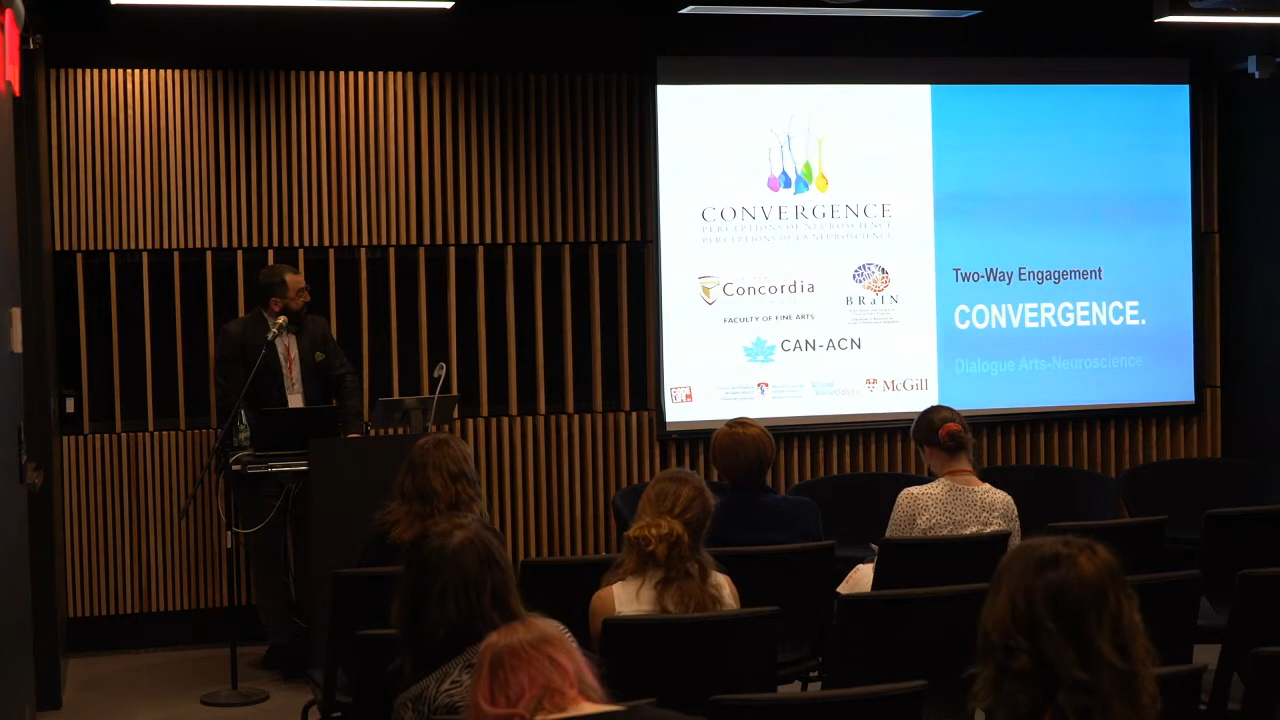 CONVERGENCE
PERCEPTIONS OF NEUROSCIENCE
PERCEPTIONS DE LA NEUROSCIENCE
Concordia
FACULTY OF FINE ARTS
BRaIN
CAN-ACN
McGill
Two-Way Engagement
CONVERGENCE.
Dialogue Arts-Neuroscience